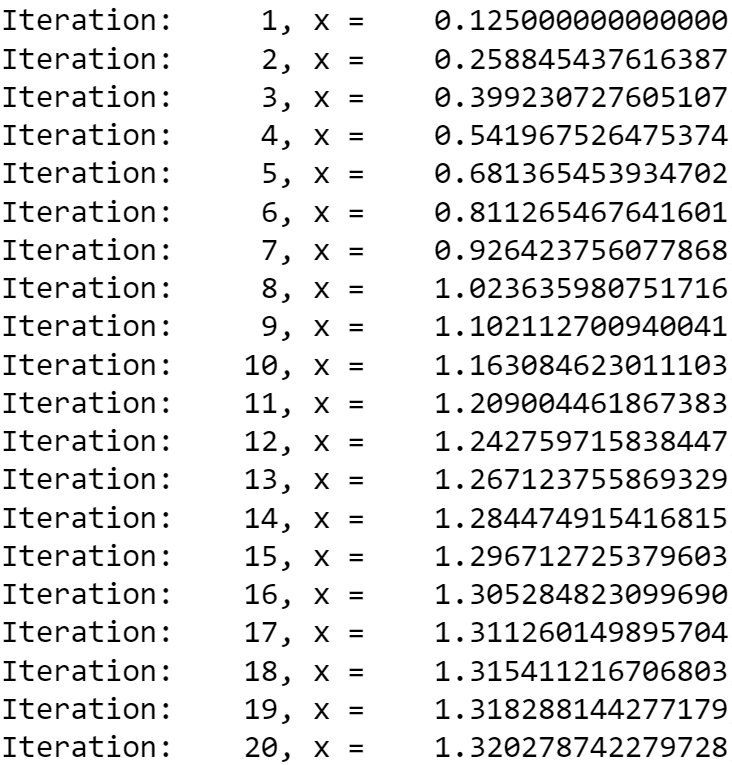 Iteration:    1, x =    0.125000000000000
Iteration:    2, x =    0.258845437616387
Iteration:    3, x =    0.399230727605107
Iteration:    4, x =    0.541967526475374
Iteration:    5, x =    0.681365453934702
Iteration:    6, x =    0.811265467641601
Iteration:    7, x =    0.926423756077868
Iteration:    8, x =    1.023635980751716
Iteration:    9, x =    1.102112700940041
Iteration:    10, x =    1.163084623011103
Iteration:    11, x =    1.209004461867383
Iteration:    12, x =    1.242759715838447
Iteration:    13, x =    1.267123755869329
Iteration:    14, x =    1.284474915416815
Iteration:    15, x =    1.296712725379603
Iteration:    16, x =    1.305284823099690
Iteration:    17, x =    1.311260149895704
Iteration:    18, x =    1.315411216706803
Iteration:    19, x =    1.318288144277179
Iteration:    20, x =    1.320278742279728